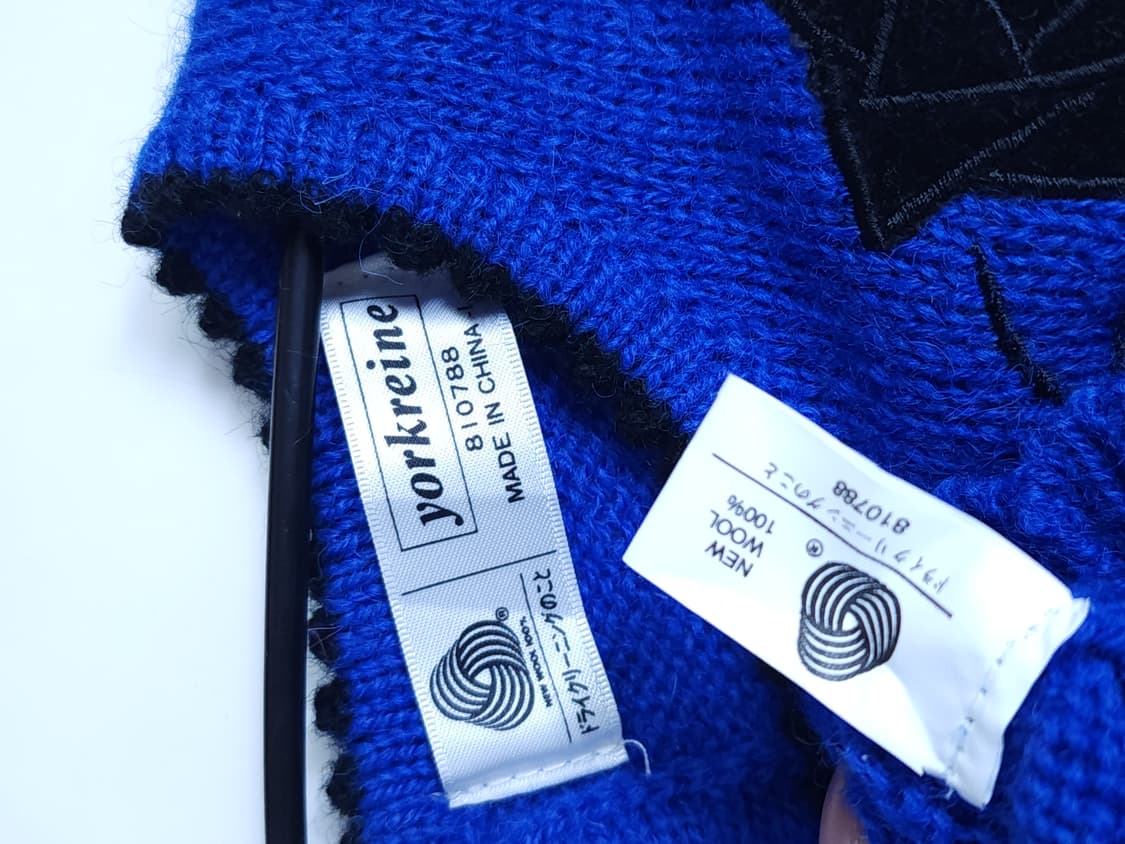 yorkreine
810788
MADE IN CHINA
®
NEW WOOL 100%
ドライクリーニングのこと
®
NEW
WOOL
100%
ドライクリーニングのこと
810788